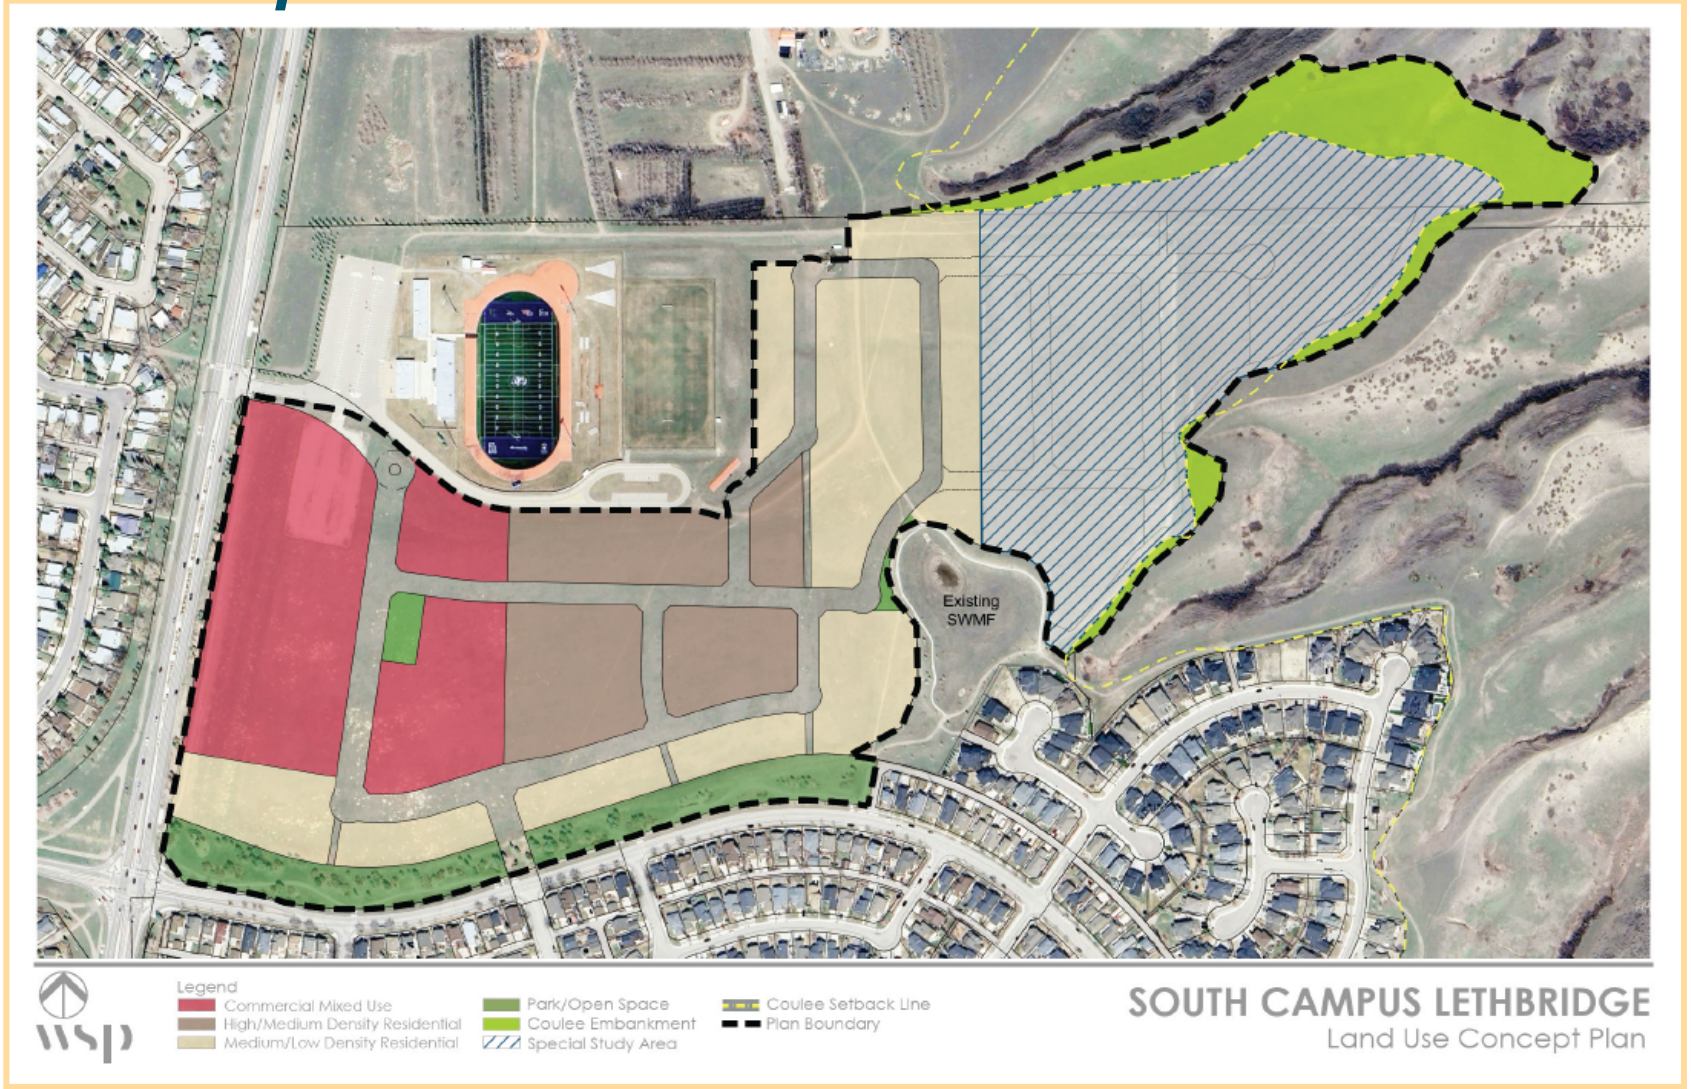 Existing
SWMF
wsp
Legend
Commercial Mixed Use
High/Medium Density Residential
Medium/Low Density Residential
Park/Open Space
Coulee Embankment
Special Study Area
Coulee Setback Line
Plan Boundary
SOUTH CAMPUS LETHBRIDGE
Land Use Concept Plan